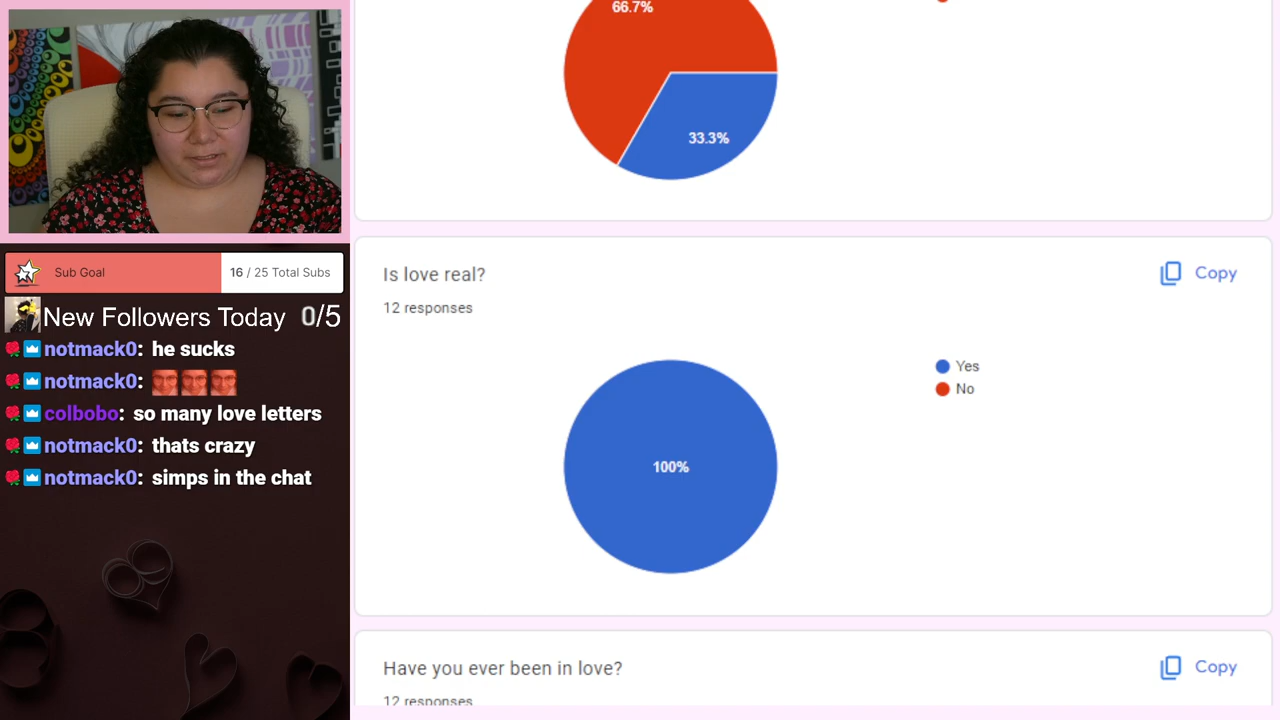 66.7%
33.3%
Is love real?
Copy
12 responses
Yes
No
100%
Have you ever been in love?
Copy
12 responses
Sub Goal
16 / 25 Total Subs
New Followers Today 0/5
notmack0: he sucks
notmack0:
colbobo: so many love letters
notmack0: thats crazy
notmack0: simps in the chat